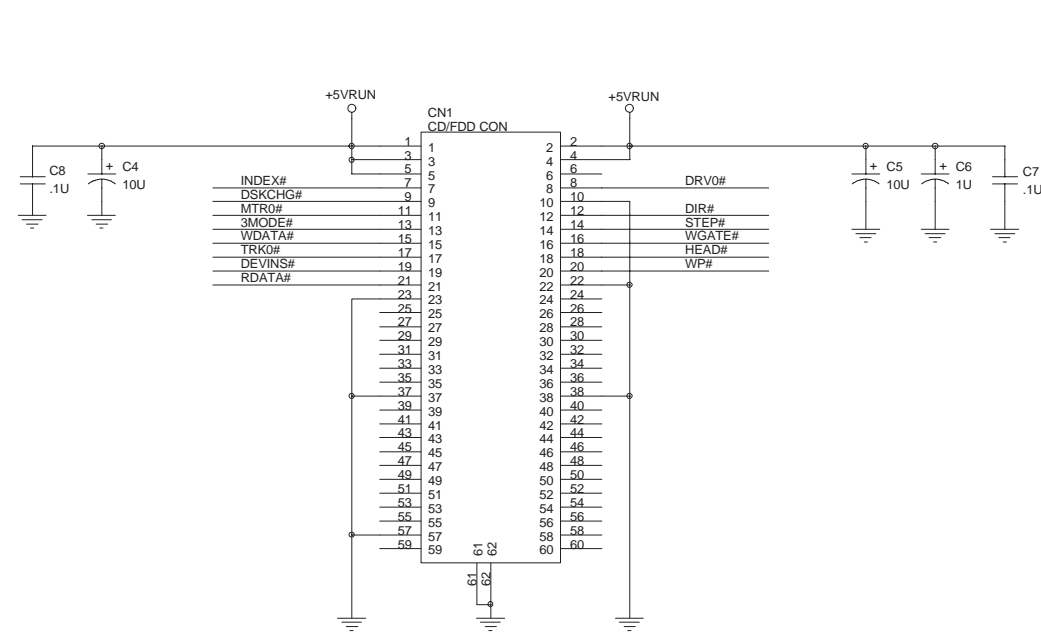 +5VRUN
+5VRUN
CN1
CD/FDD CON
1 1 2 2
3 3 4 4
5 5 6 6
INDEX# 7 7 8 8 DRV0#
DSKCHG# 9 9 10 10
MTR0# 11 11 12 12 DIR#
3MODE# 13 13 14 14 STEP#
WDATA# 15 15 16 16 WGATE#
TRK0# 17 17 18 18 HEAD#
DEVINS# 19 19 20 20 WP#
RDATA# 21 21 22 22
23 23 24 24
25 25 26 26
27 27 28 28
29 29 30 30
31 31 32 32
33 33 34 34
35 35 36 36
37 37 38 38
39 39 40 40
41 41 42 42
43 43 44 44
45 45 46 46
47 47 48 48
49 49 50 50
51 51 52 52
53 53 54 54
55 55 56 56
57 57 58 58
59 59 60 60
61 62
61 62
C8
.1U
+ C4
10U
+ C5
10U
+ C6
1U
C7
.1U